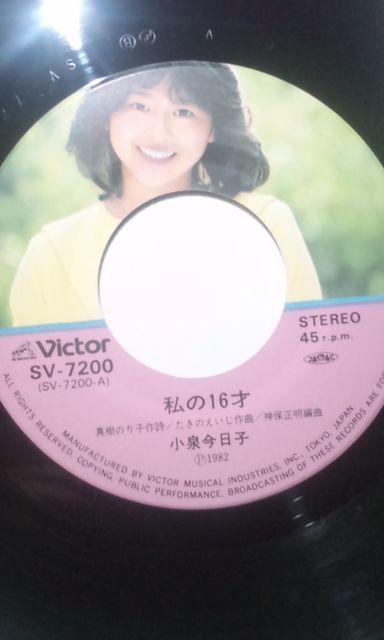 Victor
SV-7200
(SV-7200-A)
STEREO
45 r.p.m.
私の16才
真樹のり子作詩／たきのえいじ作曲／神保正明編曲
小泉今日子
Ⓟ1982
MANUFACTURED BY VICTOR MUSICAL INDUSTRIES, INC., TOKYO, JAPAN.
ALL RIGHTS RESERVED. COPYING, PUBLIC PERFORMANCE, BROADCASTING OF THESE RECORDS ARE